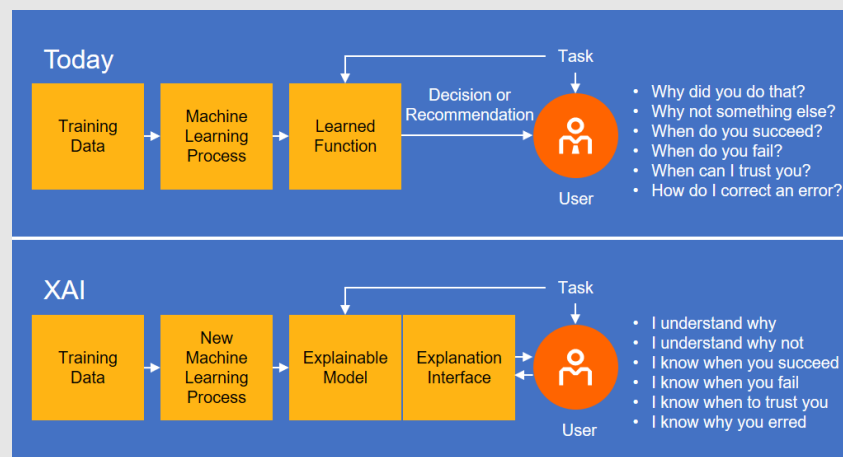 Today
Task
Training
Data
Machine
Learning
Process
Learned
Function
Decision or
Recommendation
User
• Why did you do that?
• Why not something else?
• When do you succeed?
• When do you fail?
• When can I trust you?
• How do I correct an error?
XAI
Task
Training
Data
New
Machine
Learning
Process
Explainable
Model
Explanation
Interface
User
• I understand why
• I understand why not
• I know when you succeed
• I know when you fail
• I know when to trust you
• I know why you erred